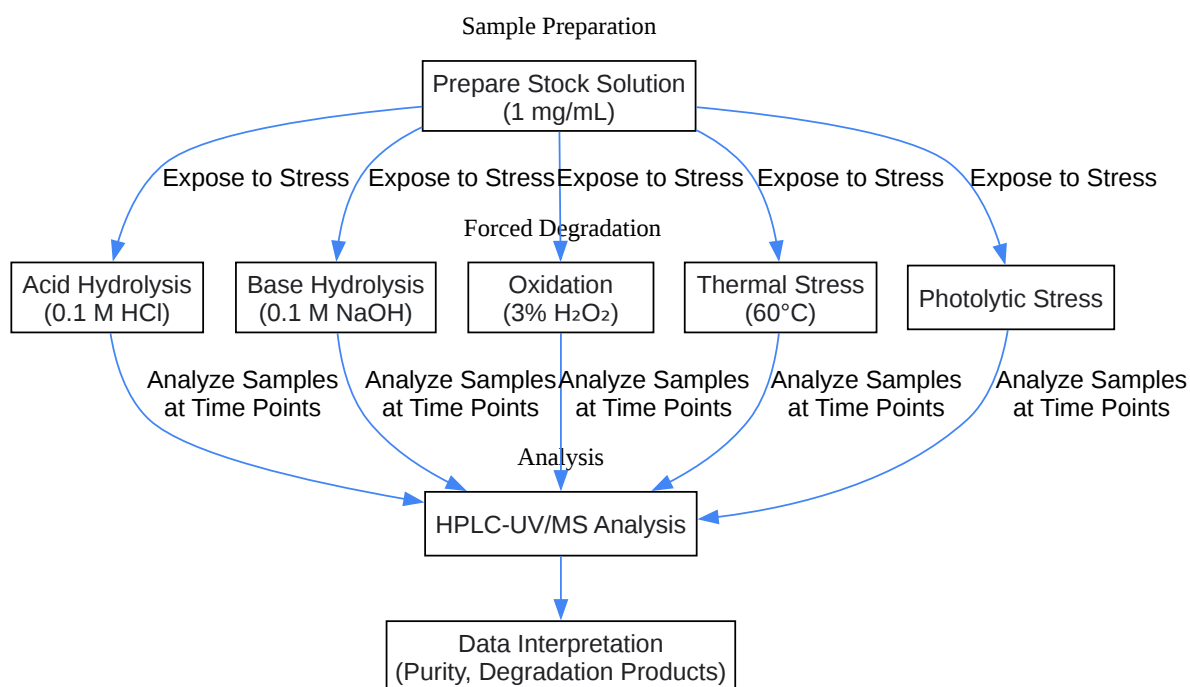 Sample Preparation
Prepare Stock Solution
(1 mg/mL)
Expose to Stress
Expose to Stress
Expose to Stress
Expose to Stress
Expose to Stress
Forced Degradation
Acid Hydrolysis
(0.1 M HCl)
Base Hydrolysis
(0.1 M NaOH)
Oxidation
(3% H₂O₂)
Thermal Stress
(60°C)
Photolytic Stress
Analyze Samples
at Time Points
Analyze Samples
at Time Points
Analyze Samples
at Time Points
Analyze Samples
at Time Points
Analyze Samples
at Time Points
Analysis
HPLC-UV/MS Analysis
Data Interpretation
(Purity, Degradation Products)